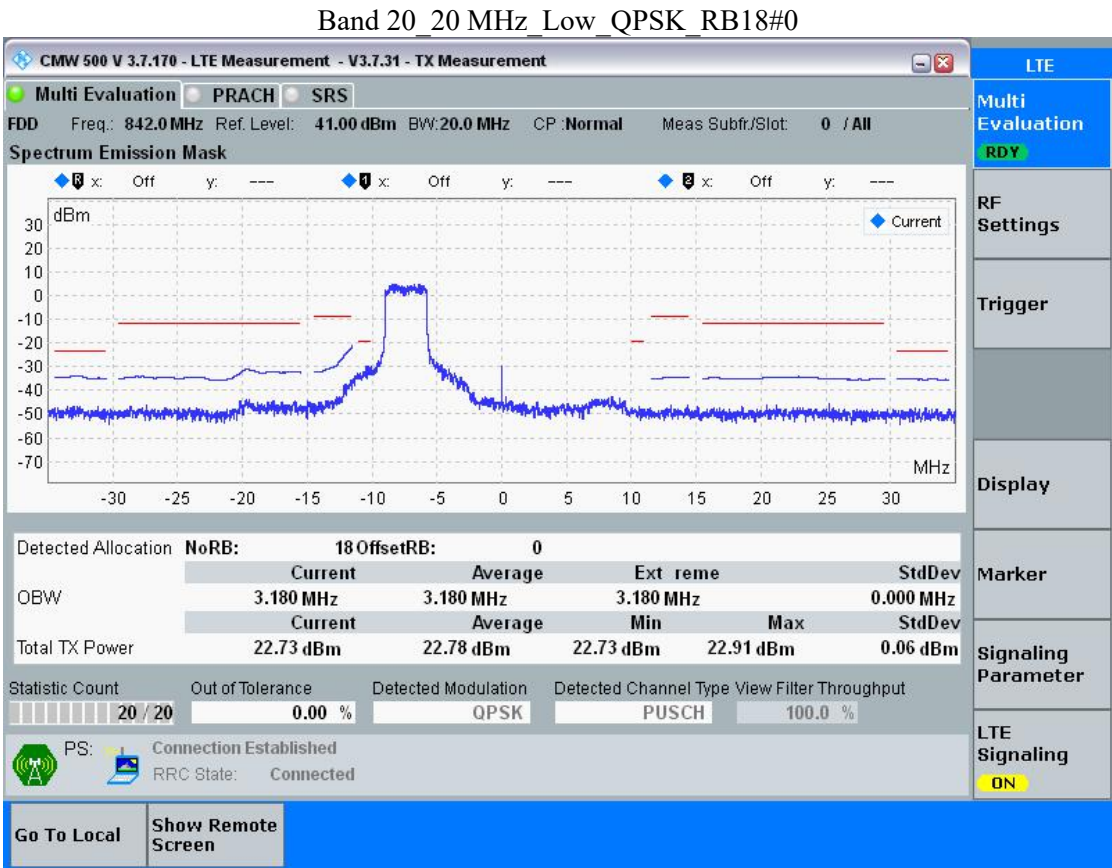 Band 20_20 MHz_Low_QPSK_RB18#0
CMW 500 V 3.7.170 - LTE Measurement - V3.7.31 - TX Measurement
LTE
Multi Evaluation PRACH SRS
FDD Freq.: 842.0 MHz Ref. Level: 41.00 dBm BW:20.0 MHz CP :Normal Meas Subfr./Slot: 0 / All
Spectrum Emission Mask
R x: Off y: --- 1 x: Off y: --- 2 x: Off y: ---
dBm
Current
30
20
10
0
-10
-20
-30
-40
-50
-60
-70
MHz
-30 -25 -20 -15 -10 -5 0 5 10 15 20 25 30
Detected Allocation NoRB: 18 OffsetRB: 0
Current Average Ext reme StdDev
OBW 3.180 MHz 3.180 MHz 3.180 MHz 0.000 MHz
Current Average Min Max StdDev
Total TX Power 22.73 dBm 22.78 dBm 22.73 dBm 22.91 dBm 0.06 dBm
Statistic Count Out of Tolerance Detected Modulation Detected Channel Type View Filter Throughput
20 / 20 0.00 % QPSK PUSCH 100.0 %
PS: Connection Established
RRC State: Connected
Multi
Evaluation
RDY
RF
Settings
Trigger
Display
Marker
Signaling
Parameter
LTE
Signaling
ON
Go To Local
Show Remote
Screen